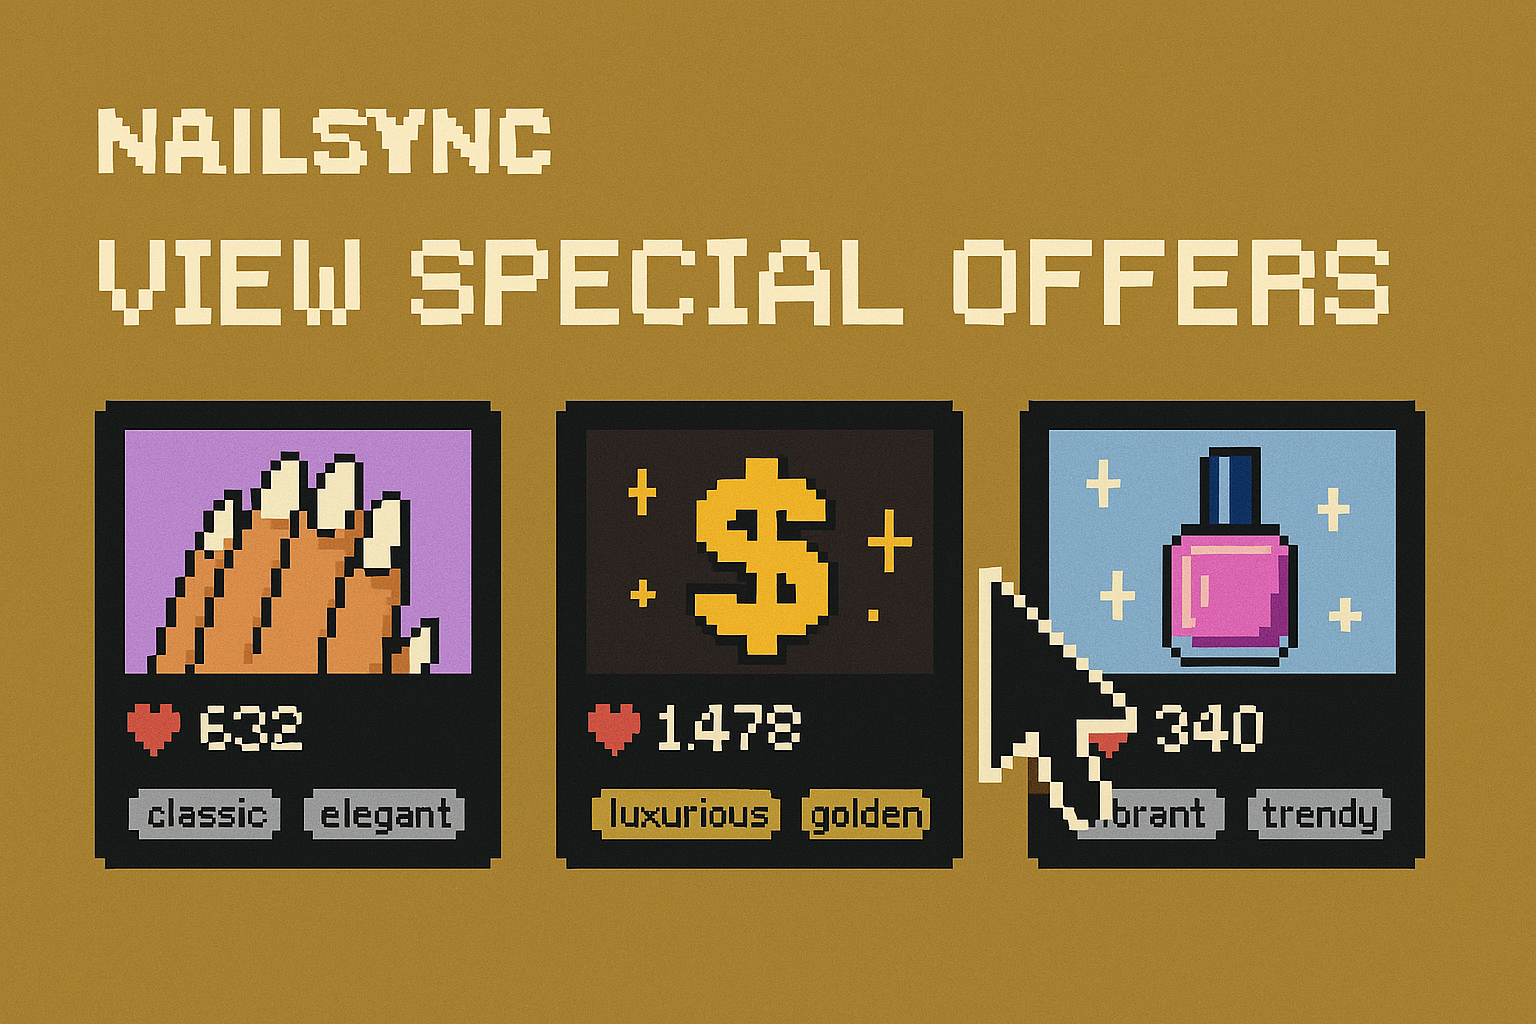 NAILSYNC
VIEW SPECIAL OFFERS
632
1.478
340
classic elegant
luxurious golden
trendy